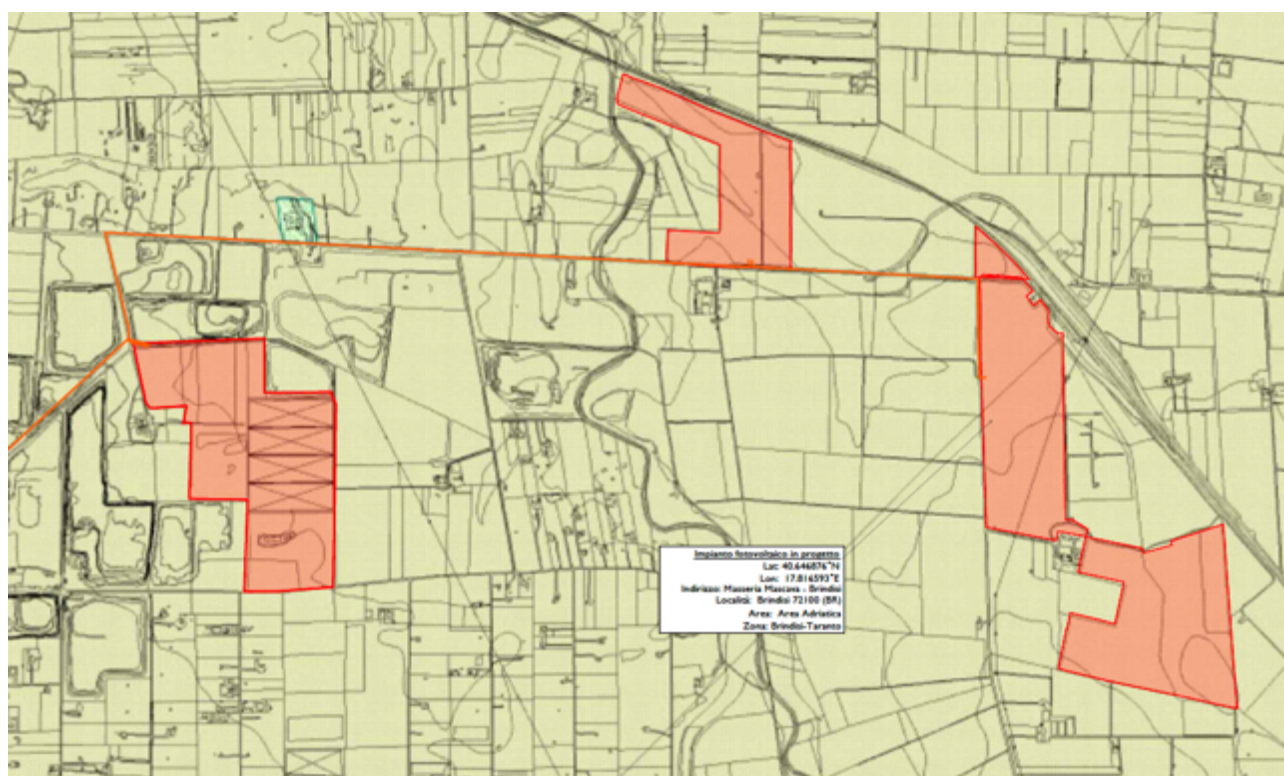 Impianto fotovoltaico in progetto
Lat: 40.646876°N
Lon: 17.816593°E
Indirizzo: Masseria Mascava - Brindisi
Località: Brindisi 72100 (BR)
Area: Area Adriatica
Zona: Brindisi-Taranto